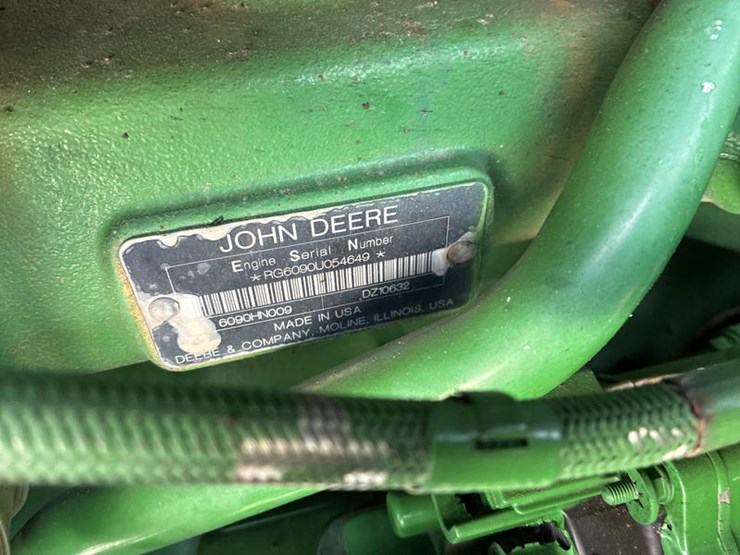 JOHN DEERE
Engine Serial Number
*RG6090U054649*
6090HN009 DZ10632
MADE IN USA
DEERE & COMPANY, MOLINE, ILLINOIS, USA